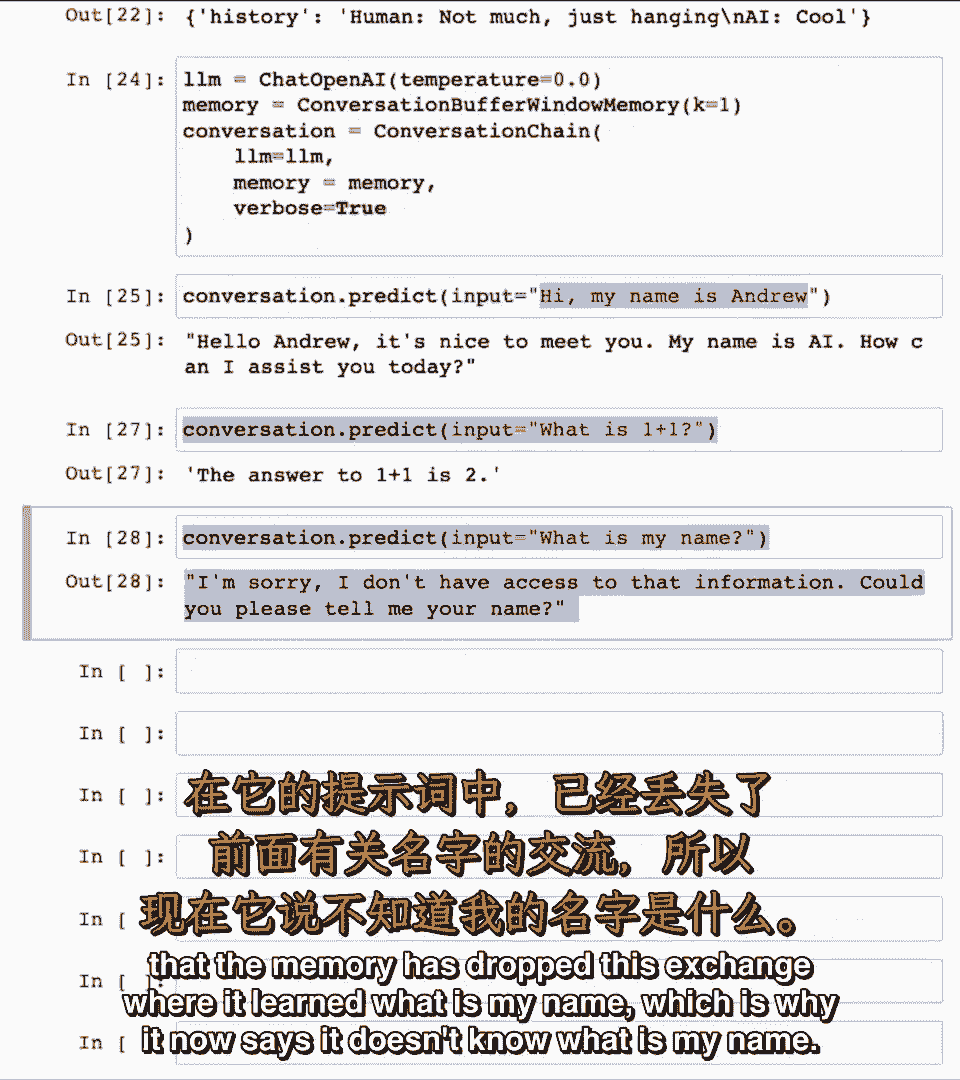 Out[22]: {'history': 'Human: Not much, just hanging\nAI: Cool'}
In [24]: llm = ChatOpenAI(temperature=0.0)
memory = ConversationBufferWindowMemory(k=1)
conversation = ConversationChain(
    llm=llm,
    memory = memory,
    verbose=True
)
In [25]: conversation.predict(input="Hi, my name is Andrew")
Out[25]: "Hello Andrew, it's nice to meet you. My name is AI. How c
an I assist you today?"
In [27]: conversation.predict(input="What is 1+1?")
Out[27]: 'The answer to 1+1 is 2.'
In [28]: conversation.predict(input="What is my name?")
Out[28]: "I'm sorry, I don't have access to that information. Could
you please tell me your name?"
In [ ]:
In [ ]:
In [ ]:
在它的提示词中，已经丢失了
In [ ]:
前面有关名字的交流，所以
In [
现在它说不知道我的名字是什么。
that the memory has dropped this exchange
In [ ]:
where it learned what is my name, which is why
In [
it now says it doesn't know what is my name.